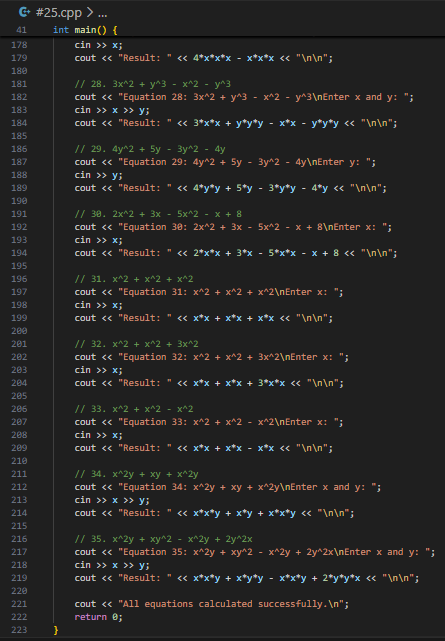 #25.cpp > ...
41 int main() {
178 cin >> x;
179 cout << "Result: " << 4*x*x*x - x*x*x << "\n\n";
180
181 // 28. 3x^2 + y^3 - x^2 - y^3
182 cout << "Equation 28: 3x^2 + y^3 - x^2 - y^3\nEnter x and y: ";
183 cin >> x >> y;
184 cout << "Result: " << 3*x*x + y*y*y - x*x - y*y*y << "\n\n";
185
186 // 29. 4y^2 + 5y - 3y^2 - 4y
187 cout << "Equation 29: 4y^2 + 5y - 3y^2 - 4y\nEnter y: ";
188 cin >> y;
189 cout << "Result: " << 4*y*y + 5*y - 3*y*y - 4*y << "\n\n";
190
191 // 30. 2x^2 + 3x - 5x^2 - x + 8
192 cout << "Equation 30: 2x^2 + 3x - 5x^2 - x + 8\nEnter x: ";
193 cin >> x;
194 cout << "Result: " << 2*x*x + 3*x - 5*x*x - x + 8 << "\n\n";
195
196 // 31. x^2 + x^2 + x^2
197 cout << "Equation 31: x^2 + x^2 + x^2\nEnter x: ";
198 cin >> x;
199 cout << "Result: " << x*x + x*x + x*x << "\n\n";
200
201 // 32. x^2 + x^2 + 3x^2
202 cout << "Equation 32: x^2 + x^2 + 3x^2\nEnter x: ";
203 cin >> x;
204 cout << "Result: " << x*x + x*x + 3*x*x << "\n\n";
205
206 // 33. x^2 + x^2 - x^2
207 cout << "Equation 33: x^2 + x^2 - x^2\nEnter x: ";
208 cin >> x;
209 cout << "Result: " << x*x + x*x - x*x << "\n\n";
210
211 // 34. x^2y + xy + x^2y
212 cout << "Equation 34: x^2y + xy + x^2y\nEnter x and y: ";
213 cin >> x >> y;
214 cout << "Result: " << x*x*y + x*y + x*x*y << "\n\n";
215
216 // 35. x^2y + xy^2 - x^2y + 2y^2x
217 cout << "Equation 35: x^2y + xy^2 - x^2y + 2y^2x\nEnter x and y: ";
218 cin >> x >> y;
219 cout << "Result: " << x*x*y + x*y*y - x*x*y + 2*y*y*x << "\n\n";
220
221 cout << "All equations calculated successfully.\n";
222 return 0;
223 }